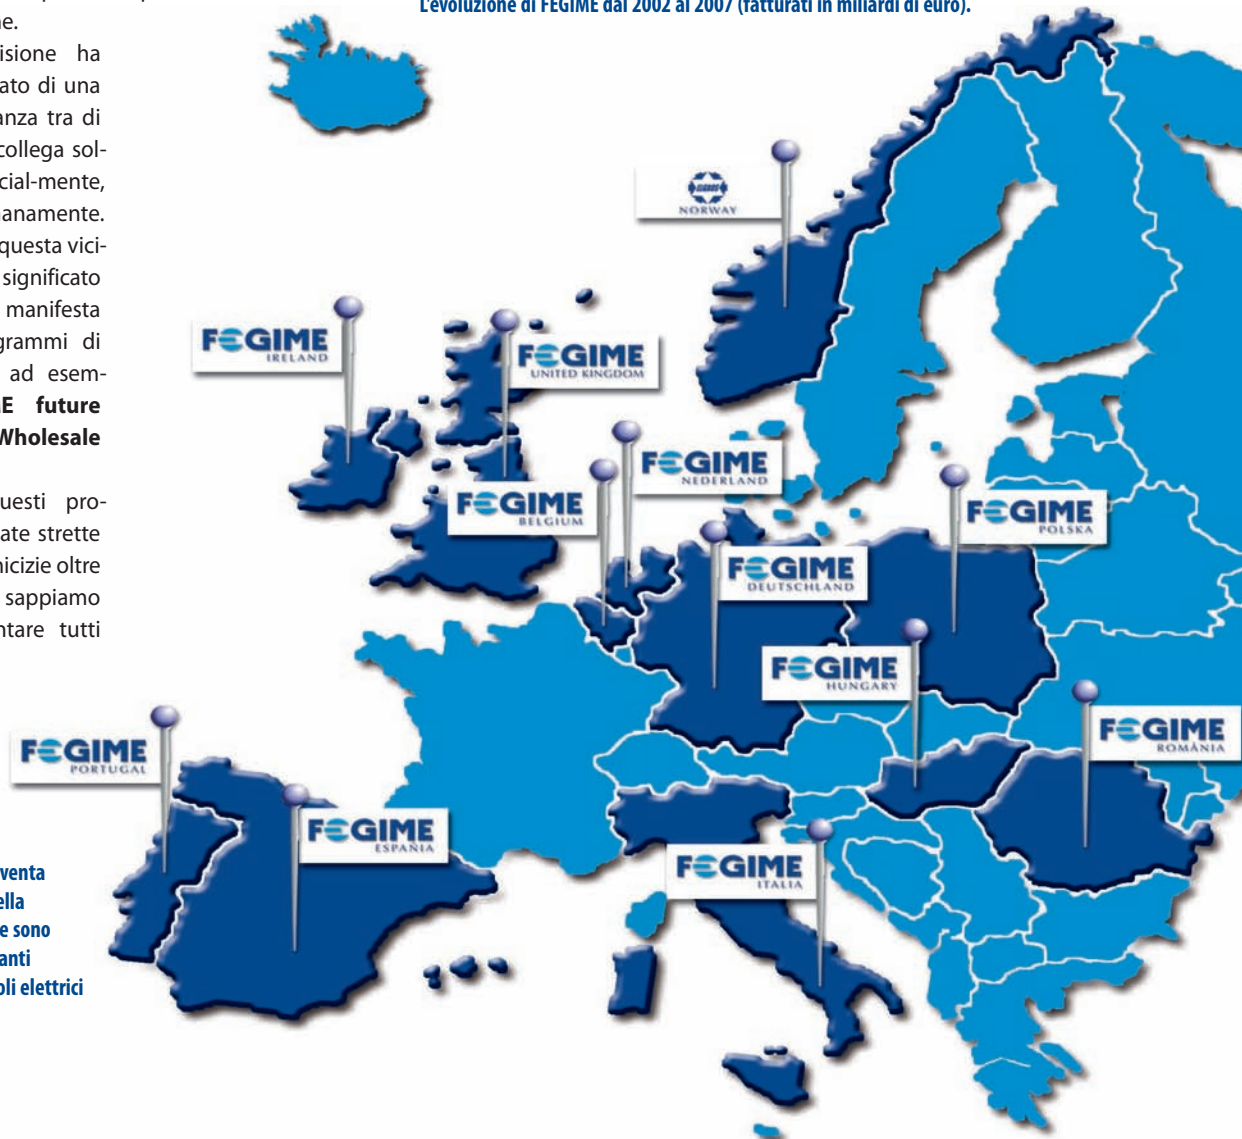 L'evoluzione di FEGIME dal 2002 al 2007 (fatturati in miliardi di euro).
ne.
isione ha
ato di una
anza tra di
collega sol-
cial-mente,
nanamente.
questa vici-
significato
manifesta
grammi di
ad esem-
E future
Wholesale
uesti pro-
ate strette
nicizie oltre
sappiamo
ntare tutti
venta
ella
e sono
anti
oli elettrici
NORWAY
FEGIME
IRELAND
FEGIME
UNITED KINGDOM
FEGIME
NEDERLAND
FEGIME
BELGIUM
FEGIME
POLSKA
FEGIME
DEUTSCHLAND
FEGIME
HUNGARY
FEGIME
ROMÂNIA
FEGIME
PORTUGAL
FEGIME
ESPAÑIA
FEGIME
ITALIA